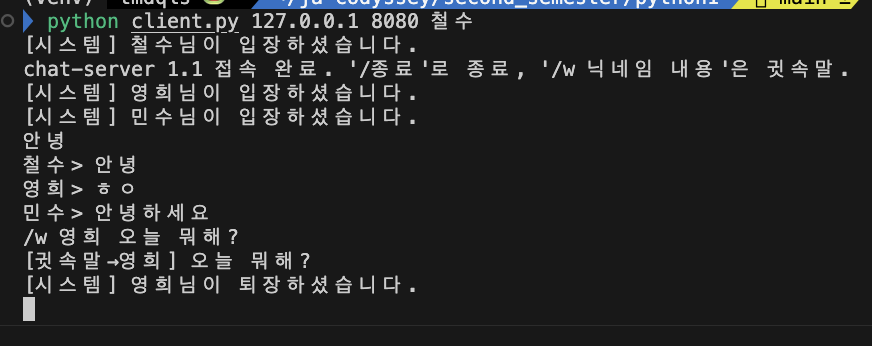 (venv) ~/ja-codyssey/second_semester/python1 main
python client.py 127.0.0.1 8080 철수
[시스템] 철수님이 입장하셨습니다.
chat-server 1.1 접속 완료. '/종료'로 종료, '/w 닉네임 내용'은 귓속말.
[시스템] 영희님이 입장하셨습니다.
[시스템] 민수님이 입장하셨습니다.
안녕
철수> 안녕
영희> ㅎㅇ
민수> 안녕하세요
/w 영희 오늘 뭐해?
[귓속말→영희] 오늘 뭐해?
[시스템] 영희님이 퇴장하셨습니다.